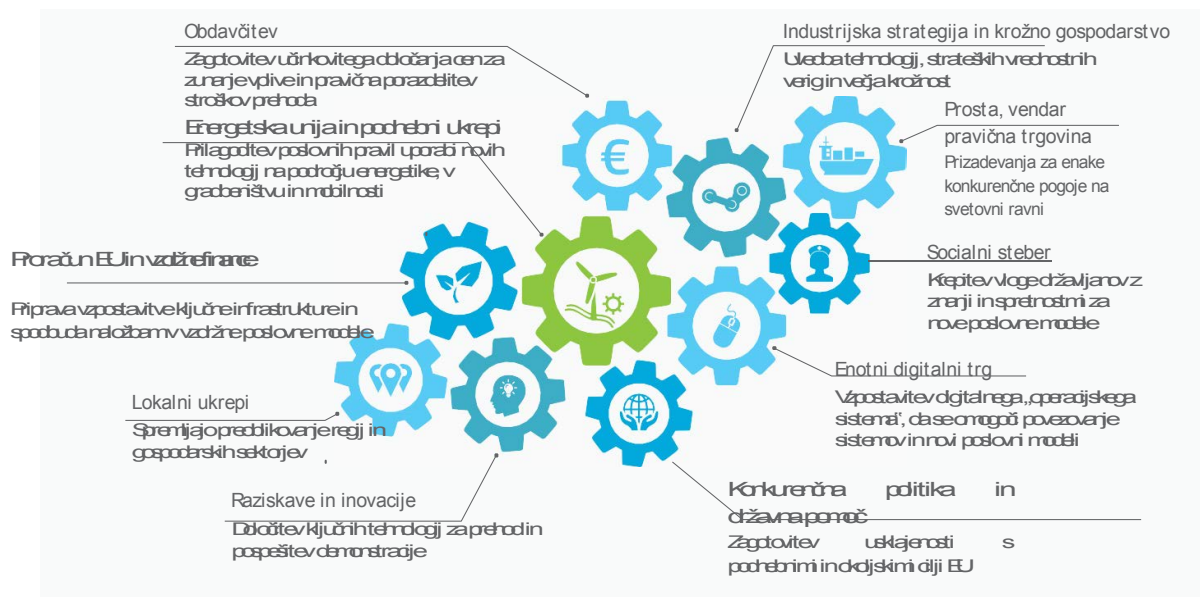 Obdavčitev
Zagotovitev učinkovitega določanja cen za
zunanje vplive in pravična porazdelitev
stroškov prehoda
Energetska unija in podnebni ukrepi
Prilagoditev poslovnih pravil uporabi novih
tehnologij na področju energetike, v
gradbeništvu in mobilnosti
Proračun EU in vzdržne finance
Priprava vzpostavitve ključne infrastrukture in
spodbuda naložbam v vzdržne poslovne modele
Lokalni ukrepi
Spremljajo preoblikovanje regij in
gospodarskih sektorjev
Raziskave in inovacije
Določitev ključnih tehnologij za prehod in
pospešitev demonstracije
Industrijska strategija in krožno gospodarstvo
Uvedba tehnologij, strateških vrednostnih
verig in večja krožnost
Prosta, vendar
pravična trgovina
Prizadevanja za enake
konkurenčne pogoje na
svetovni ravni
Socialni steber
Krepitev vloge državljanov z
znanji in spretnostmi za
nove poslovne modele
Enotni digitalni trg
Vzpostavitev digitalnega „operacijskega
sistema“, da se omogoči povezovanje
sistemov in novi poslovni modeli
Konkurenčna politika in
državna pomoč
Zagotovitev usklajenosti s
podnebnimi in okoljskimi cilji EU
€